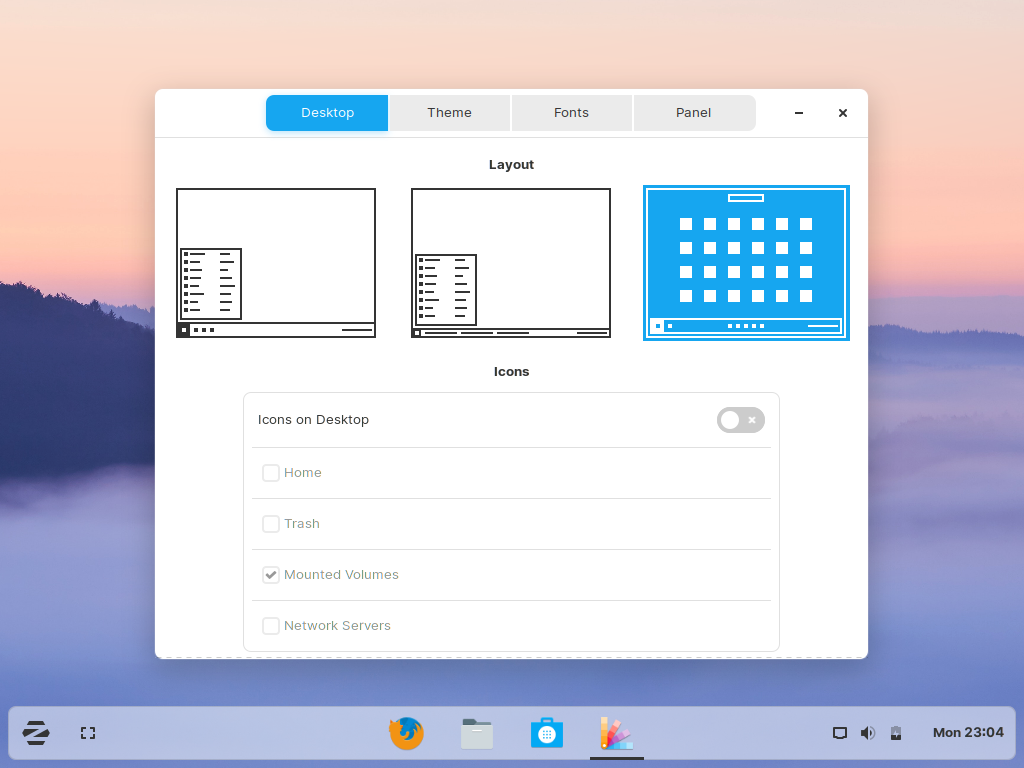 Desktop
Theme
Fonts
Panel
Layout
Icons
Icons on Desktop
Home
Trash
Mounted Volumes
Network Servers
Mon 23:04